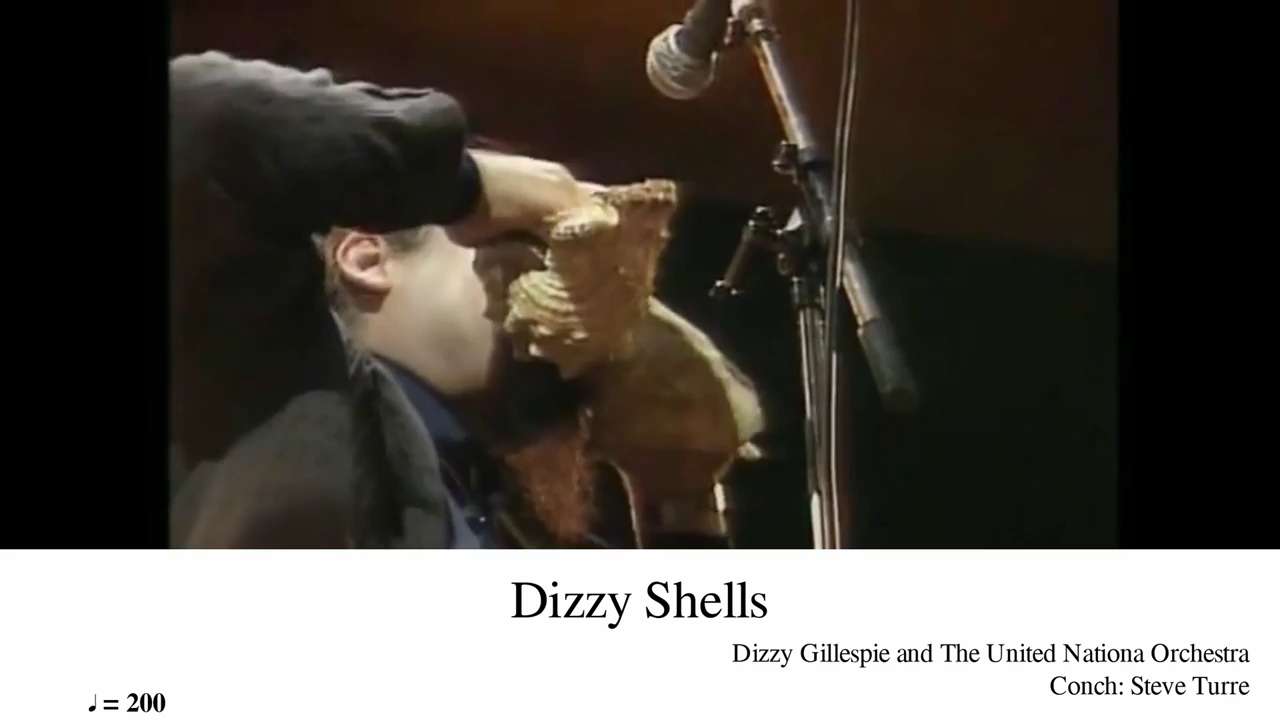 Dizzy Shells
Dizzy Gillespie and The United Nationa Orchestra
Conch: Steve Turre
♩ = 200